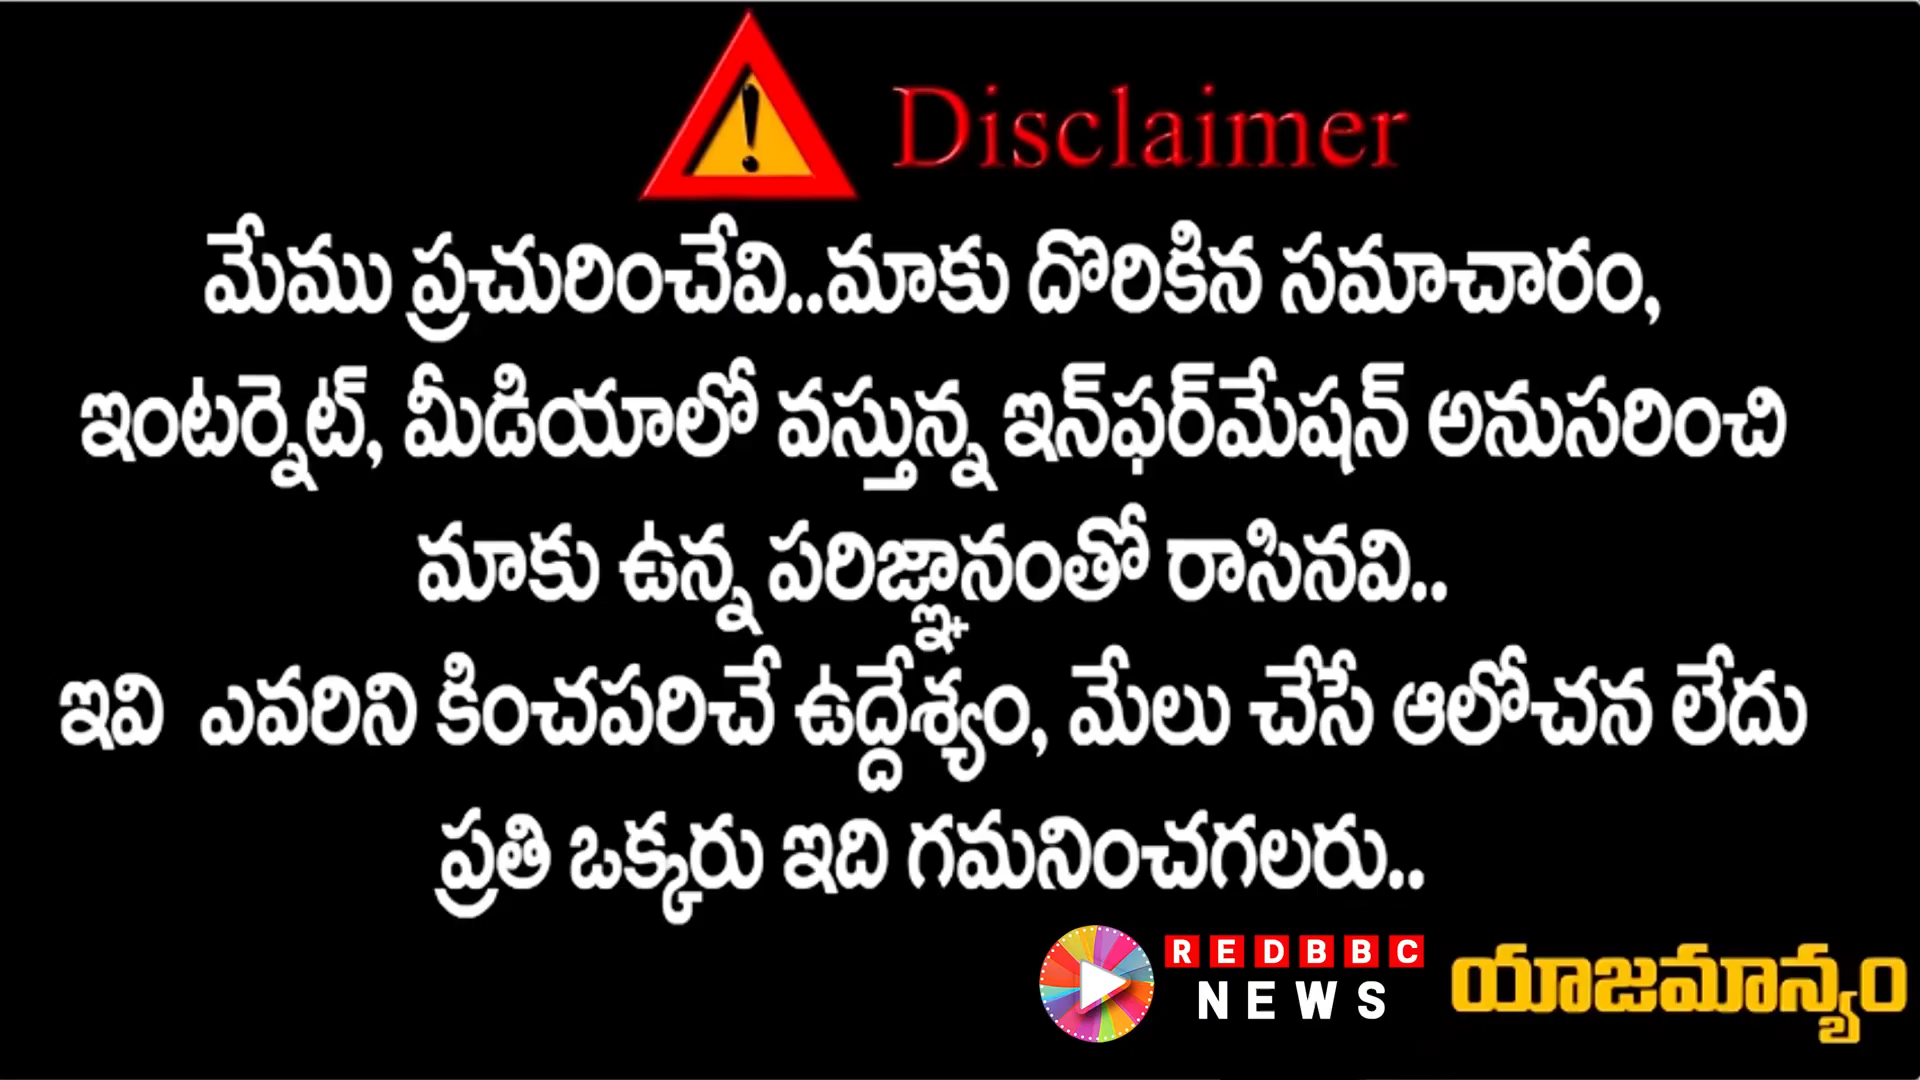 Disclaimer
మేము ప్రచురించేవి..మాకు దొరికిన సమాచారం,
ఇంటర్నెట్, మీడియాలో వస్తున్న ఇన్‌ఫర్‌మేషన్ అనుసరించి
మాకు ఉన్న పరిజ్ఞానంతో రాసినవి..
ఇవి ఎవరిని కించపరిచే ఉద్దేశ్యం, మేలు చేసే ఆలోచన లేదు
ప్రతి ఒక్కరు ఇది గమనించగలరు..
REDBBC
NEWS
యాజమాన్యం